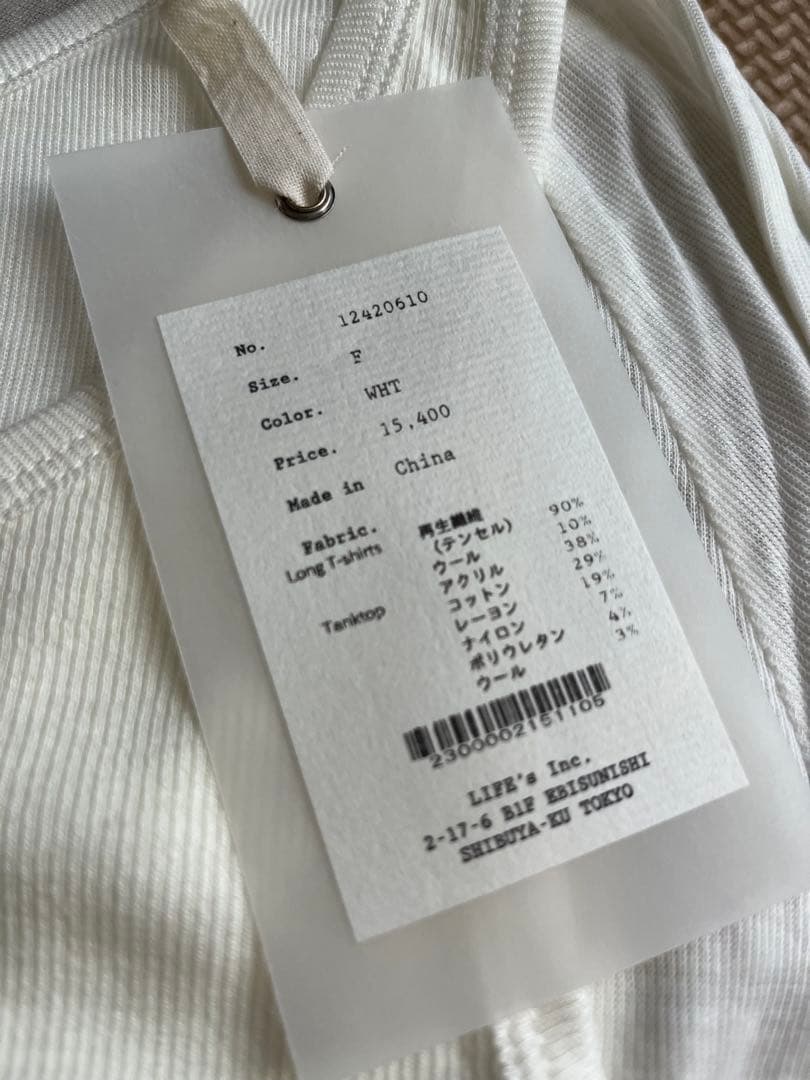 No. 12420610
Size. F
Color. WHT
Price. 15,400
Made in China
Fabric.
Long T-shirts 再生繊維 90%
(テンセル)
ウール 10%
Tanktop アクリル 38%
コットン 29%
レーヨン 19%
ナイロン 7%
ポリウレタン 4%
ウール 3%
2300002151105
LIFE's Inc.
2-17-6 B1F EBISUNISHI
SHIBUYA-KU TOKYO